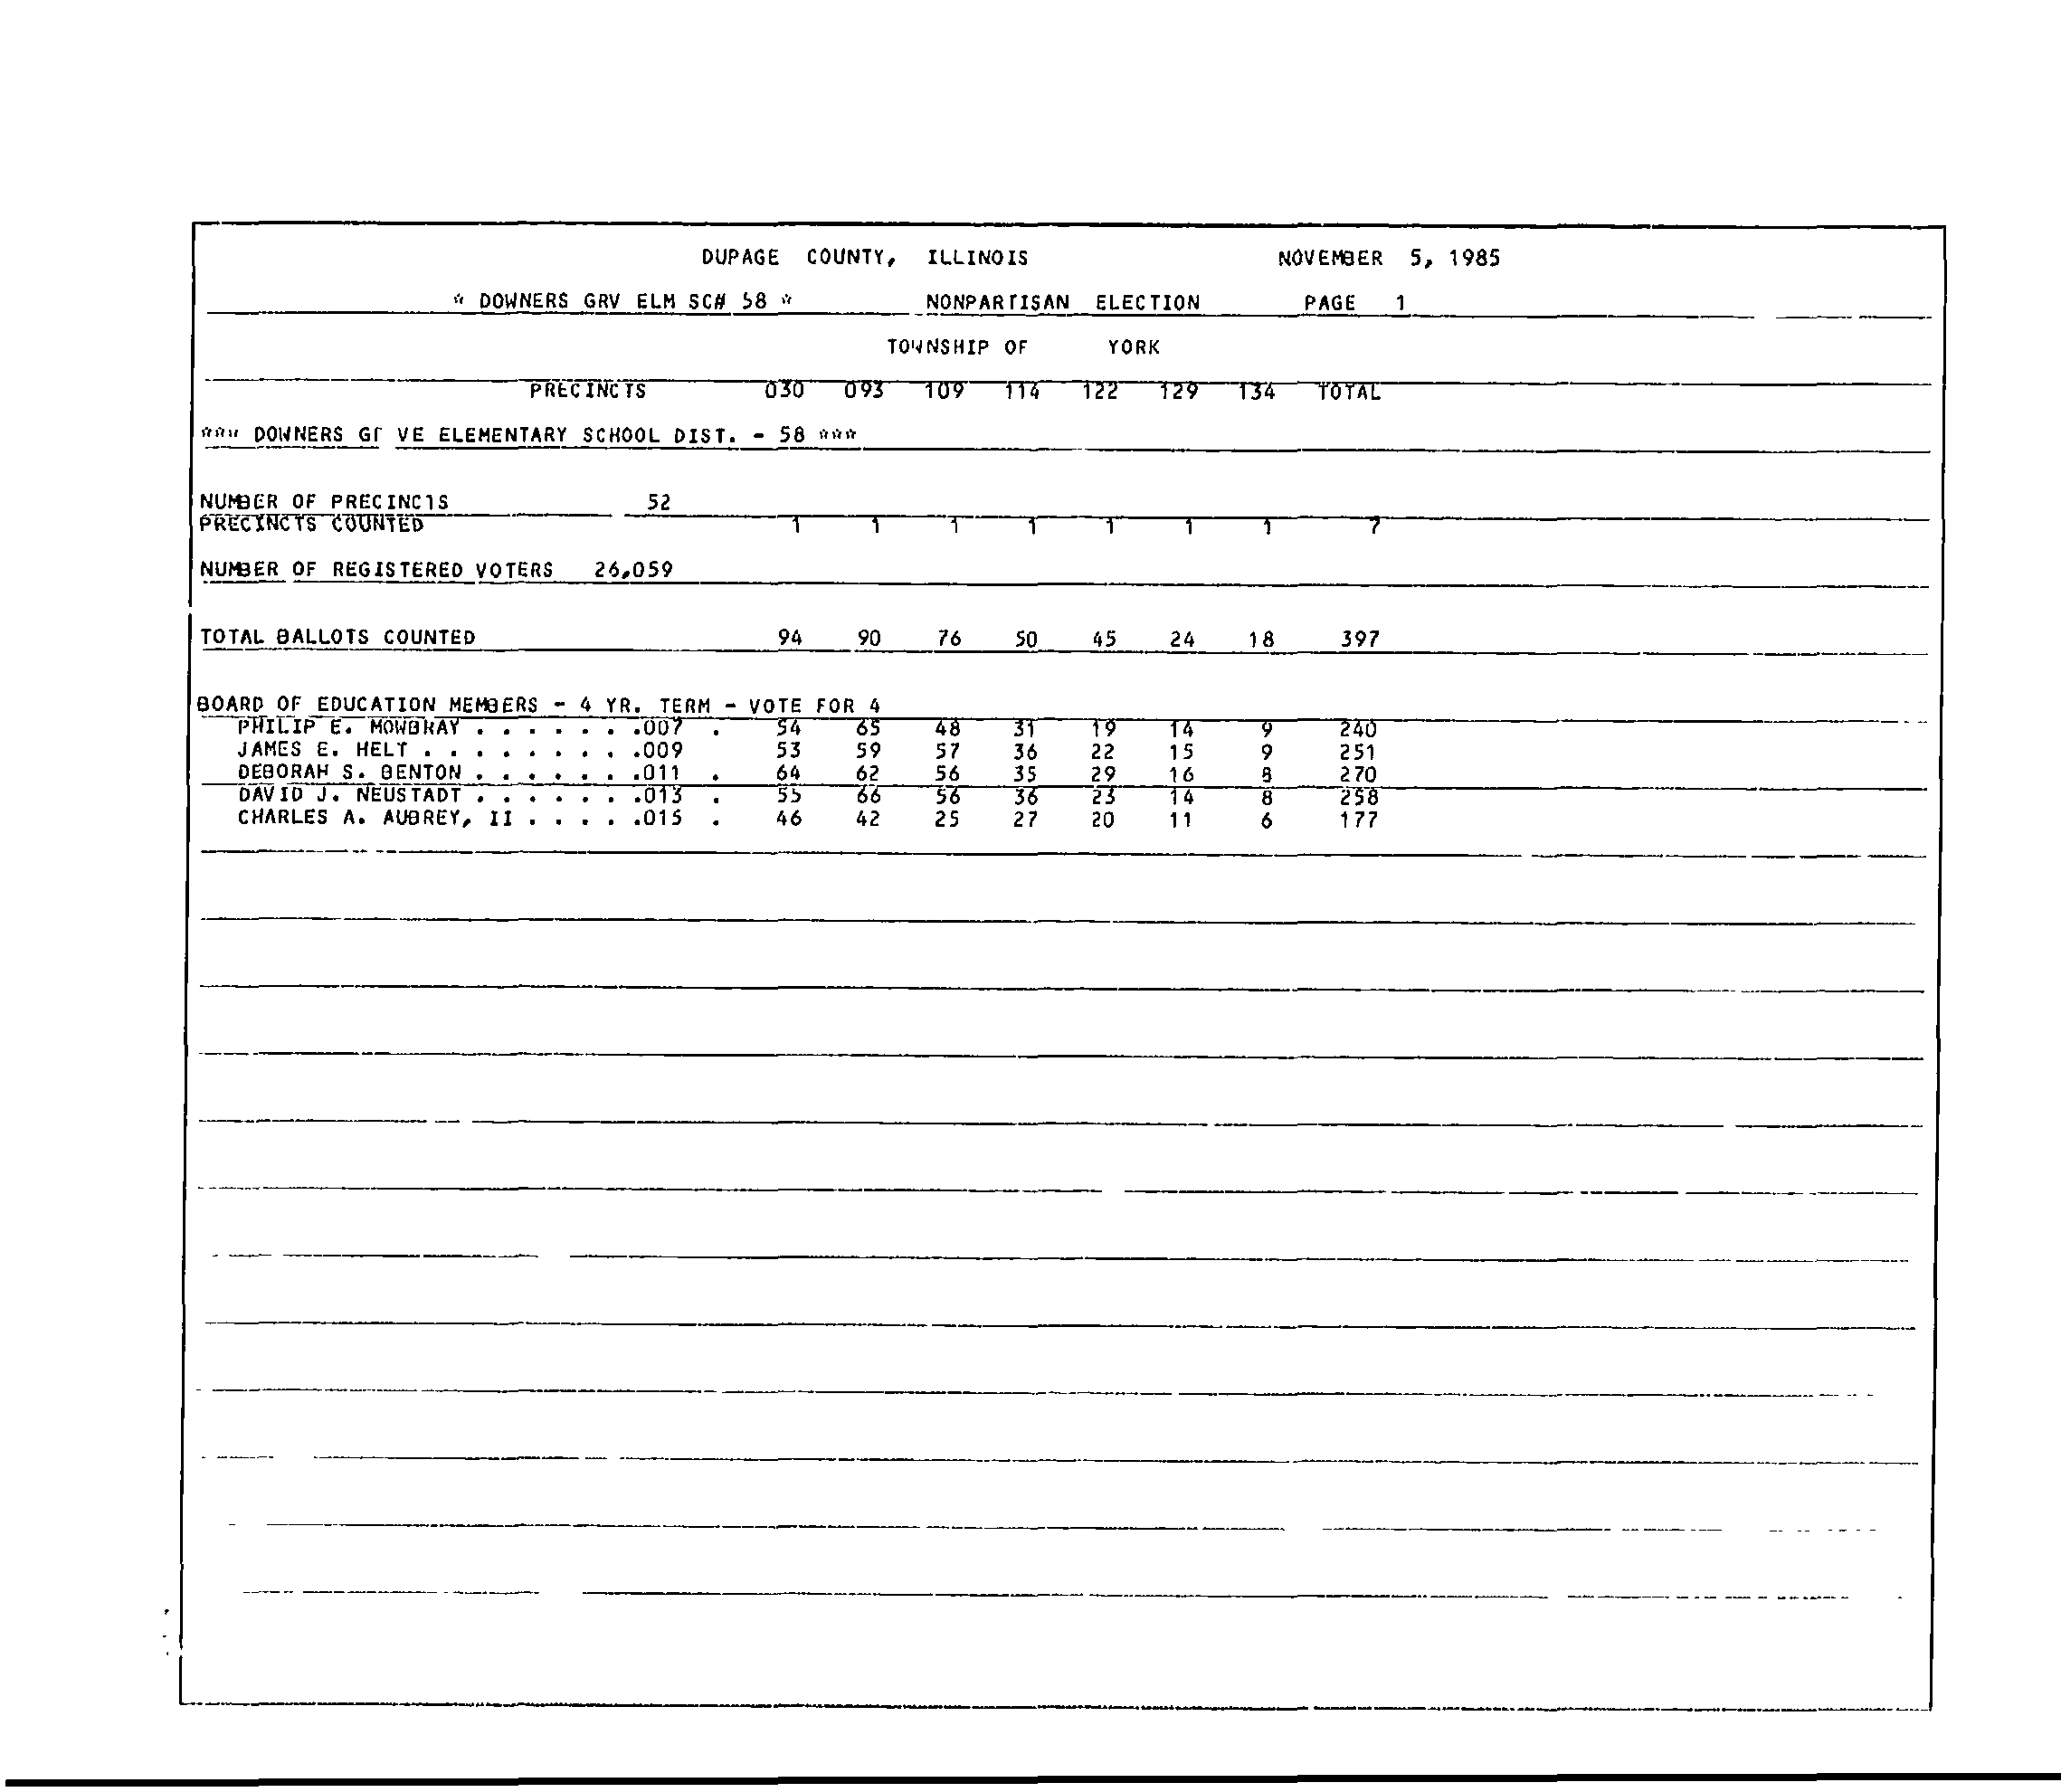 DUPAGE COUNTY, ILLINOIS NOVEMBER 5, 1985
* DOWNERS GRV ELM SC# 58 * NONPARTISAN ELECTION PAGE 1
TOWNSHIP OF YORK
PRECINCTS 030 093 109 114 122 129 134 TOTAL
*** DOWNERS GR VE ELEMENTARY SCHOOL DIST. - 58 ***
NUMBER OF PRECINCTS 52
PRECINCTS COUNTED 1 1 1 1 1 1 1 7
NUMBER OF REGISTERED VOTERS 26,059
TOTAL BALLOTS COUNTED 94 90 76 50 45 24 18 397
BOARD OF EDUCATION MEMBERS - 4 YR. TERM - VOTE FOR 4
PHILIP E. MOWBRAY . . . . . . .007 . 54 65 48 31 19 14 9 240
JAMES E. HELT . . . . . . . . .009 53 59 57 36 22 15 9 251
DEBORAH S. BENTON . . . . . . .011 . 64 62 56 35 29 16 8 270
DAVID J. NEUSTADT . . . . . . .013 . 55 66 56 36 23 14 8 258
CHARLES A. AUBREY, II . . . . .015 . 46 42 25 27 20 11 6 177